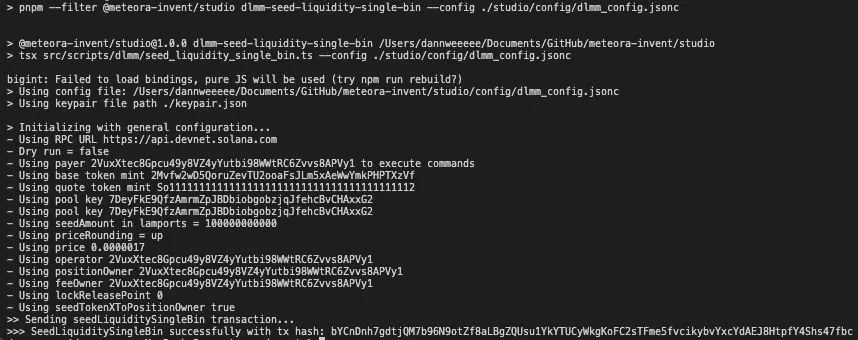 > pnpm --filter @meteora-invent/studio dlmm-seed-liquidity-single-bin --config ./studio/config/dlmm_config.jsonc
> @meteora-invent/studio@1.0.0 dlmm-seed-liquidity-single-bin /Users/dannweeeee/Documents/GitHub/meteora-invent/studio
> tsx src/scripts/dlmm/seed_liquidity_single_bin.ts --config ./studio/config/dlmm_config.jsonc
bigint: Failed to load bindings, pure JS will be used (try npm run rebuild?)
> Using config file: /Users/dannweeeee/Documents/GitHub/meteora-invent/studio/config/dlmm_config.jsonc
> Using keypair file path ./keypair.json
> Initializing with general configuration...
- Using RPC URL https://api.devnet.solana.com
- Dry run = false
- Using payer 2VuxXtec8Gpcu49y8VZ4yYutbi98WWtRC6Zvvs8APVy1 to execute commands
- Using base token mint 2Mvfw2wD5QoruZevTU2ooaFsJLm5xAeWwYmkPHPTXzVf
- Using quote token mint So11111111111111111111111111111111111111112
- Using pool key 7DeyFkE9QfzAmrmZpJBDbiobgobzjqJfehcBvCHAxxG2
- Using pool key 7DeyFkE9QfzAmrmZpJBDbiobgobzjqJfehcBvCHAxxG2
- Using seedAmount in lamports = 100000000000
- Using priceRounding = up
- Using price 0.0000017
- Using operator 2VuxXtec8Gpcu49y8VZ4yYutbi98WWtRC6Zvvs8APVy1
- Using positionOwner 2VuxXtec8Gpcu49y8VZ4yYutbi98WWtRC6Zvvs8APVy1
- Using feeOwner 2VuxXtec8Gpcu49y8VZ4yYutbi98WWtRC6Zvvs8APVy1
- Using lockReleasePoint 0
- Using seedTokenXToPositionOwner true
>> Sending seedLiquiditySingleBin transaction...
>>> SeedLiquiditySingleBin successfully with tx hash: bYCnDnh7gdtjQM7b96N9otZf8aLBgZQUsu1YkYTUCyWkgKoFC2sTFme5fvcikybvYxcYdAEJ8HtpfY4Shs47fbc